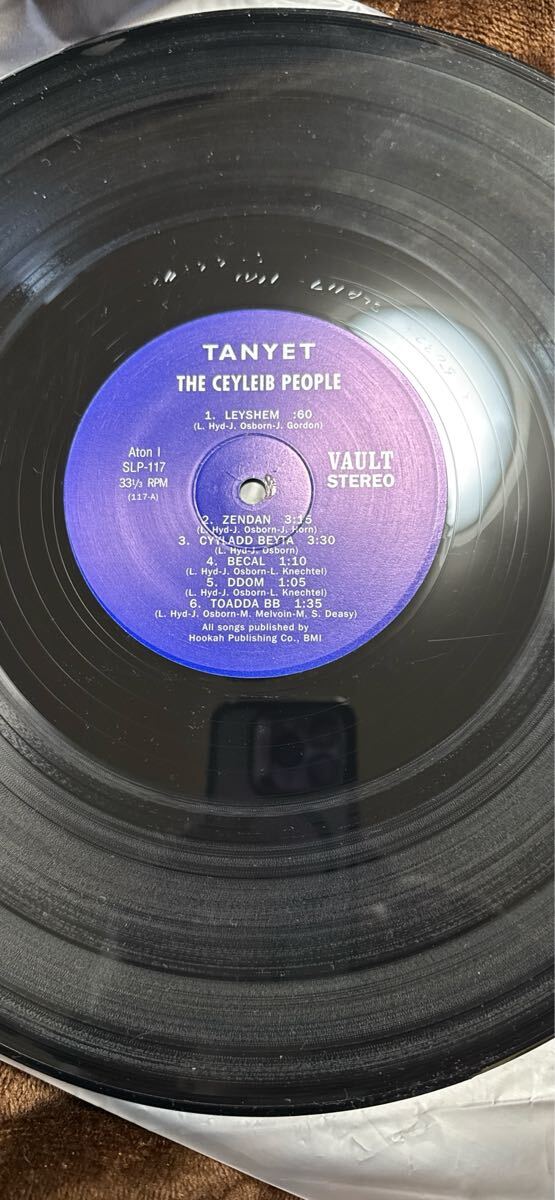 TANYET
THE CEYLEIB PEOPLE
1. LEYSHEM :60
(L. Hyd-J. Osborn-J. Gordon)
Aton I
SLP-117
33⅓ RPM
(117-A)
VAULT
STEREO
2. ZENDAN 3:15
(L. Hyd-J. Osborn-J. Horn)
3. CYYLADD BEYTA 3:30
(L. Hyd-J. Osborn)
4. BECAL 1:10
(L. Hyd-J. Osborn-L. Knechtel)
5. DDOM 1:05
(L. Hyd-J. Osborn-L. Knechtel)
6. TOADDA BB 1:35
(L. Hyd-J. Osborn-M. Melvoin-M. S. Deasy)
All songs published by
Hookah Publishing Co., BMI